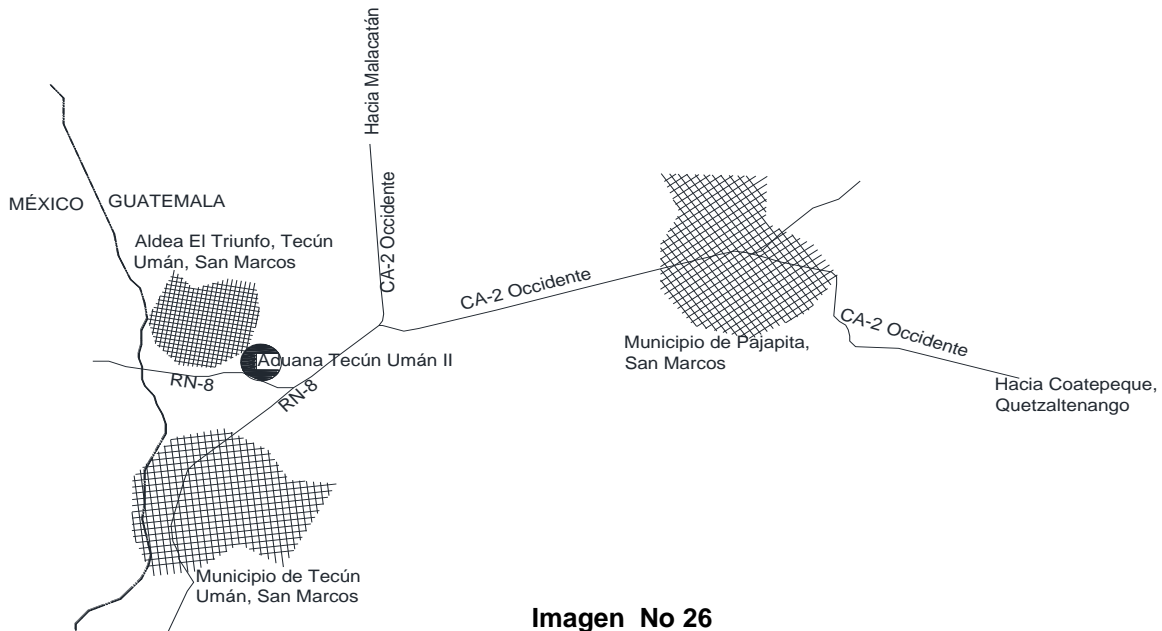 Hacia Malacatán
CA-2 Occidente
MÉXICO
GUATEMALA
Aldea El Triunfo, Tecún
Umán, San Marcos
CA-2 Occidente
Aduana Tecún Umán II
RN-8
RN-8
Municipio de Pajapita,
San Marcos
CA-2 Occidente
Hacia Coatepeque,
Quetzaltenango
Municipio de Tecún
Umán, San Marcos
Imagen No 26